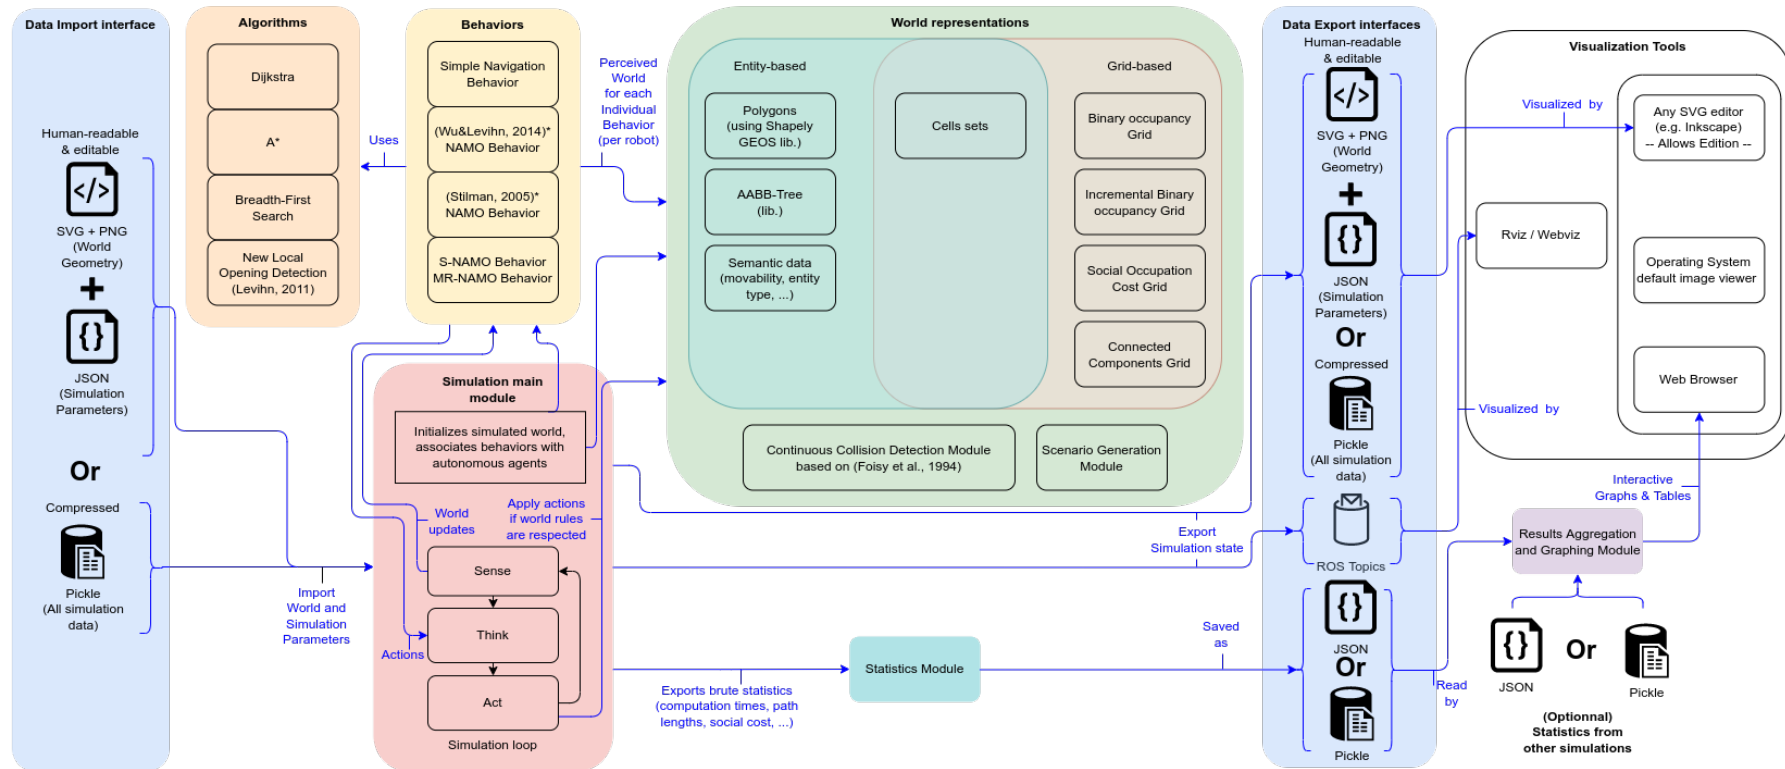 Data Import interface
Human-readable
& editable
</>
SVG + PNG
(World
Geometry)
+
{}
JSON
(Simulation
Parameters)
Or
Compressed
Pickle
(All simulation
data)
Import
World and
Simulation
Parameters
Algorithms
Dijkstra
A*
Breadth-First
Search
New Local
Opening Detection
(Levihn, 2011)
Uses
Behaviors
Simple Navigation
Behavior
(Wu&Levihn, 2014)*
NAMO Behavior
(Stilman, 2005)*
NAMO Behavior
S-NAMO Behavior
MR-NAMO Behavior
Perceived
World
for each
Individual
Behavior
(per robot)
Simulation main
module
Initializes simulated world,
associates behaviors with
autonomous agents
World
updates
Apply actions
if world rules
are respected
Sense
Think
Actions
Act
Simulation loop
World representations
Entity-based
Polygons
(using Shapely
GEOS lib.)
AABB-Tree
(lib.)
Semantic data
(movability, entity
type, ...)
Cells sets
Grid-based
Binary occupancy
Grid
Incremental Binary
occupancy Grid
Social Occupation
Cost Grid
Connected
Components Grid
Continuous Collision Detection Module
based on (Foisy et al., 1994)
Scenario Generation
Module
Export
Simulation state
Exports brute statistics
(computation times, path
lengths, social cost, ...)
Statistics Module
Saved
as
Data Export interfaces
Human-readable
& editable
</>
SVG + PNG
(World
Geometry)
+
{}
JSON
(Simulation
Parameters)
Or
Compressed
Pickle
(All simulation
data)
ROS Topics
{}
JSON
Or
Pickle
Visualized by
Visualized by
Read
by
Visualization Tools
Any SVG editor
(e.g. Inkscape)
-- Allows Edition --
Rviz / Webviz
Operating System
default image viewer
Web Browser
Interactive
Graphs & Tables
Results Aggregation
and Graphing Module
{}
JSON
Or
Pickle
(Optionnal)
Statistics from
other simulations